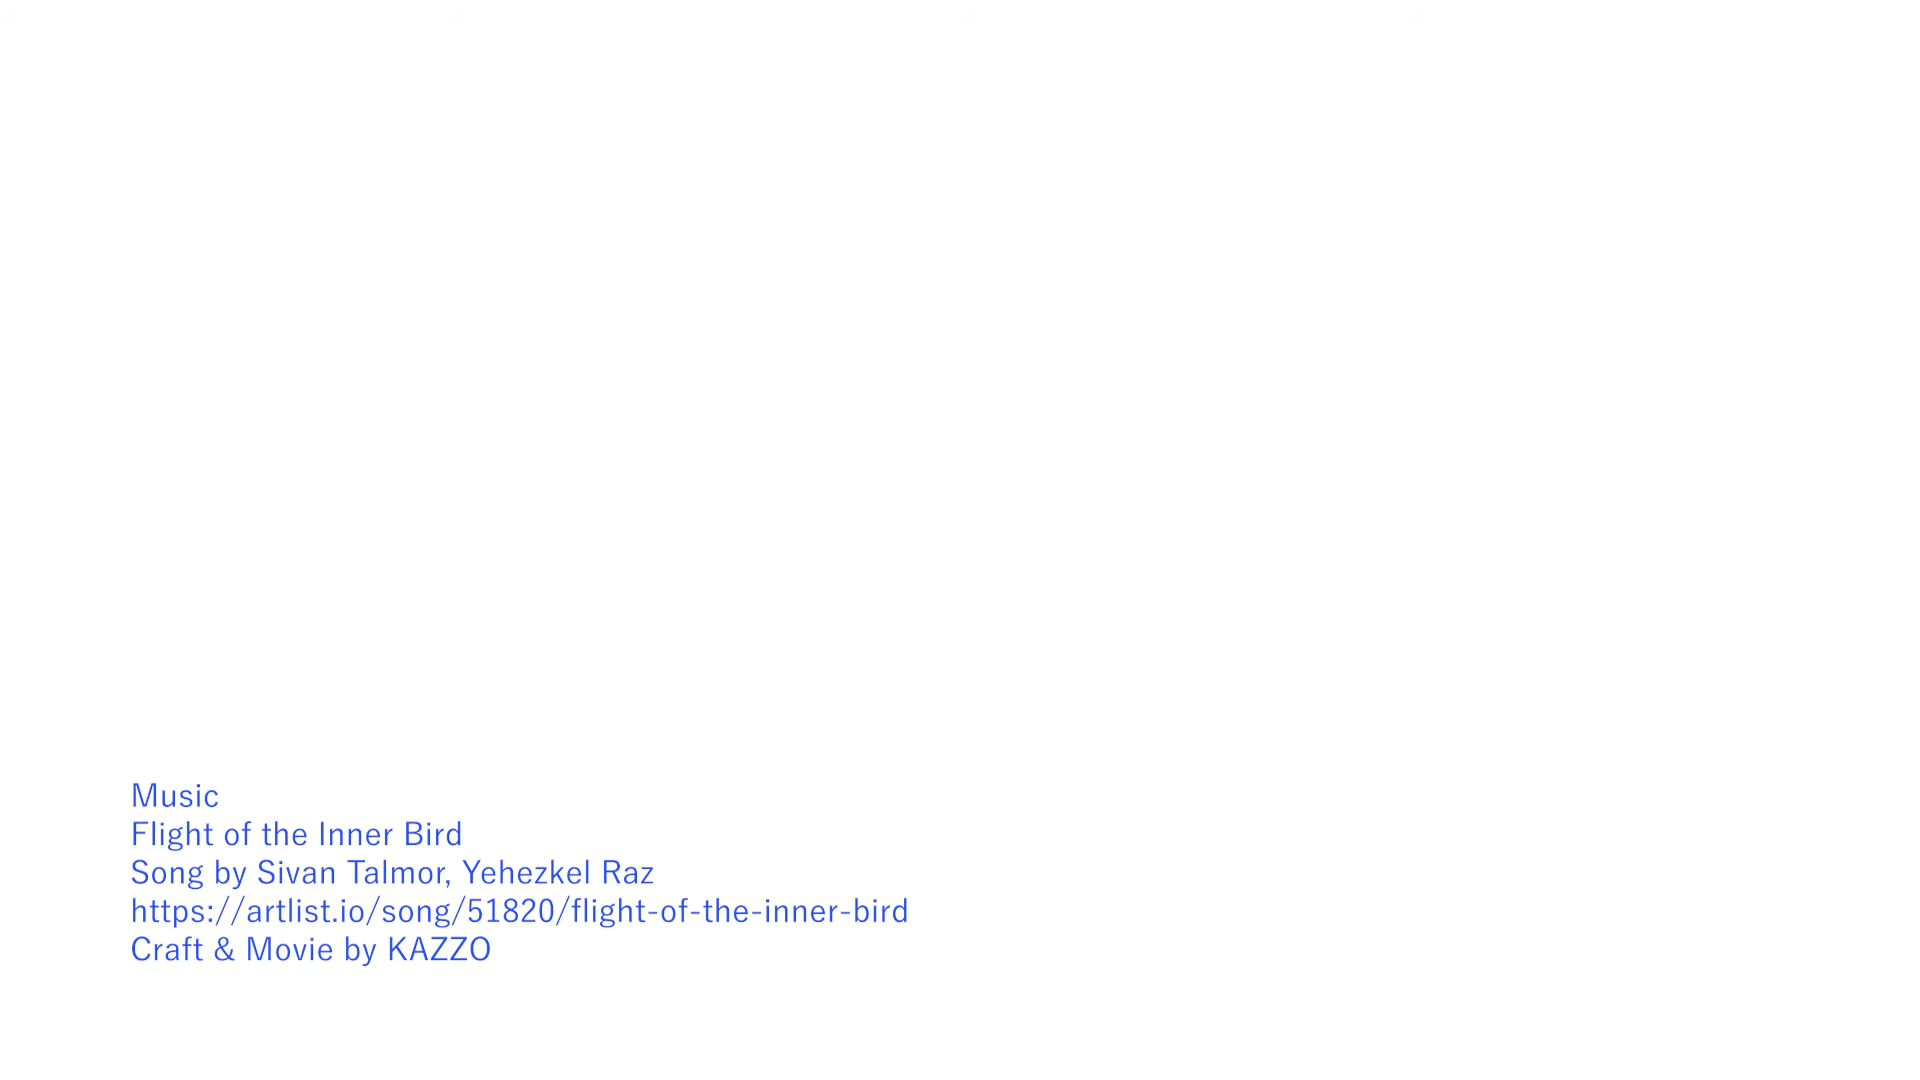 Music
Flight of the Inner Bird
Song by Sivan Talmor, Yehezkel Raz
https://artlist.io/song/51820/flight-of-the-inner-bird
Craft & Movie by KAZZO